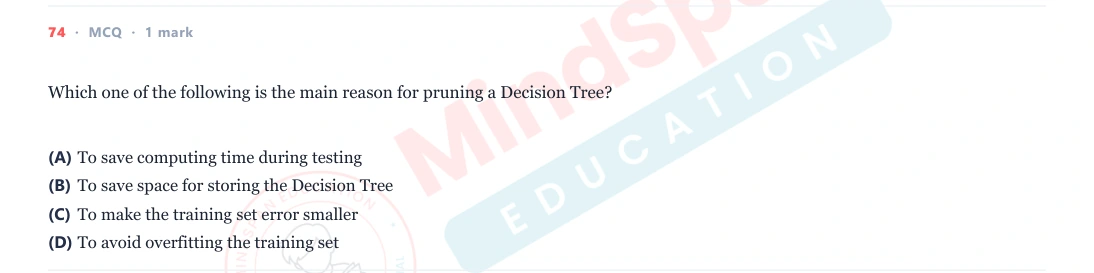 74 · MCQ · 1 mark
Which one of the following is the main reason for pruning a Decision Tree?
(A) To save computing time during testing
(B) To save space for storing the Decision Tree
(C) To make the training set error smaller
(D) To avoid overfitting the training set
EDUCATION